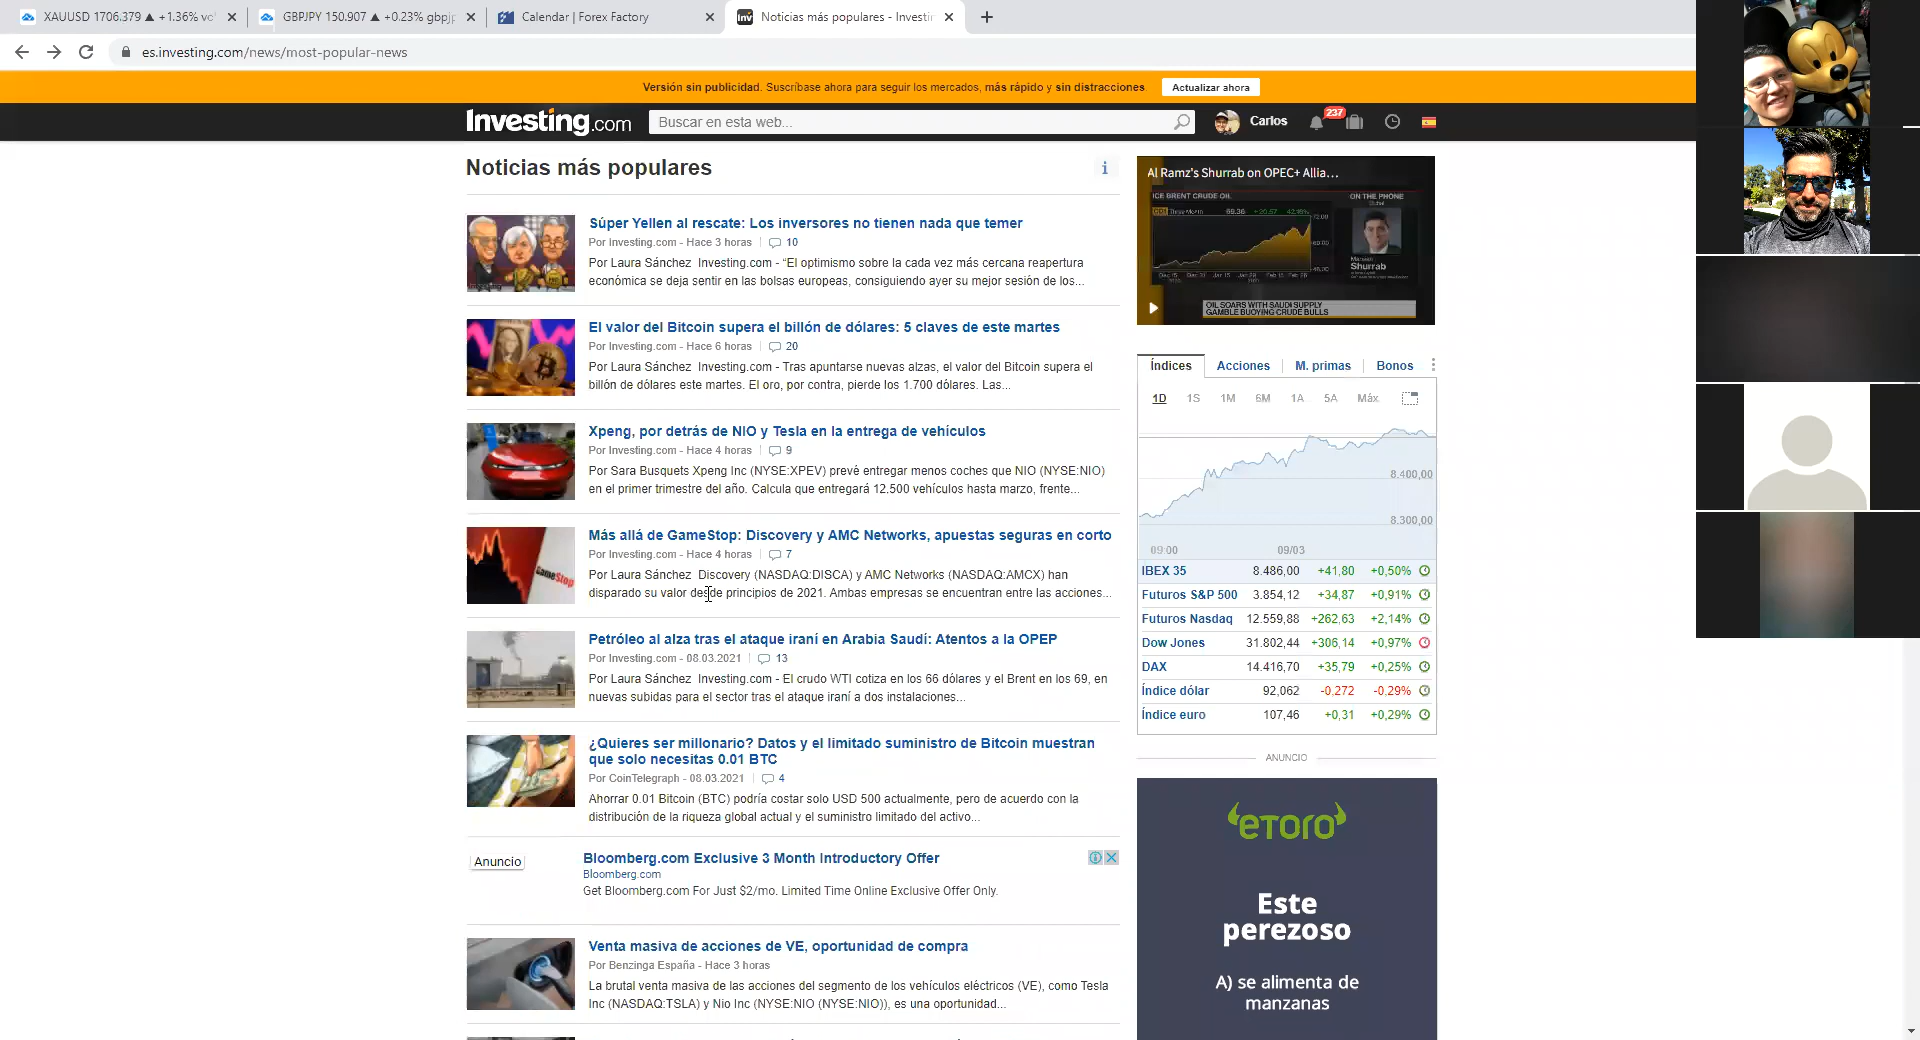 XAUUSD 1706.379 ▲ +1.36% vo
GBPJPY 150.907 ▲ +0.23% gbpjp
Calendar | Forex Factory
Noticias más populares - Investin
es.investing.com/news/most-popular-news
Versión sin publicidad. Suscríbase ahora para seguir los mercados, más rápido y sin distracciones.
Actualizar ahora
Investing.com
Buscar en esta web...
Carlos
237
Noticias más populares
Súper Yellen al rescate: Los inversores no tienen nada que temer
Por Investing.com - Hace 3 horas | 10
Por Laura Sánchez Investing.com - "El optimismo sobre la cada vez más cercana reapertura
económica se deja sentir en las bolsas europeas, consiguiendo ayer su mejor sesión de los...
El valor del Bitcoin supera el billón de dólares: 5 claves de este martes
Por Investing.com - Hace 6 horas | 20
Por Laura Sánchez Investing.com - Tras apuntarse nuevas alzas, el valor del Bitcoin supera el
billón de dólares este martes. El oro, por contra, pierde los 1.700 dólares. Las...
Xpeng, por detrás de NIO y Tesla en la entrega de vehículos
Por Investing.com - Hace 4 horas | 9
Por Sara Busquets Xpeng Inc (NYSE:XPEV) prevé entregar menos coches que NIO (NYSE:NIO)
en el primer trimestre del año. Calcula que entregará 12.500 vehículos hasta marzo, frente...
GameStop
Más allá de GameStop: Discovery y AMC Networks, apuestas seguras en corto
Por Investing.com - Hace 4 horas | 7
Por Laura Sánchez Discovery (NASDAQ:DISCA) y AMC Networks (NASDAQ:AMCX) han
disparado su valor desde principios de 2021. Ambas empresas se encuentran entre las acciones...
Petróleo al alza tras el ataque iraní en Arabia Saudí: Atentos a la OPEP
Por Investing.com - 08.03.2021 | 13
Por Laura Sánchez Investing.com - El crudo WTI cotiza en los 66 dólares y el Brent en los 69, en
nuevas subidas para el sector tras el ataque iraní a dos instalaciones...
¿Quieres ser millonario? Datos y el limitado suministro de Bitcoin muestran
que solo necesitas 0.01 BTC
Por CoinTelegraph - 08.03.2021 | 4
Ahorrar 0.01 Bitcoin (BTC) podría costar solo USD 500 actualmente, pero de acuerdo con la
distribución de la riqueza global actual y el suministro limitado del activo...
Anuncio
Bloomberg.com Exclusive 3 Month Introductory Offer
Bloomberg.com
Get Bloomberg.com For Just $2/mo. Limited Time Online Exclusive Offer Only.
Venta masiva de acciones de VE, oportunidad de compra
Por Benzinga España - Hace 3 horas
La brutal venta masiva de las acciones del segmento de los vehículos eléctricos (VE), como Tesla
Inc (NASDAQ:TSLA) y Nio Inc (NYSE:NIO (NYSE:NIO)), es una oportunidad...
Al Ramz's Shurrab on OPEC+ Allia...
ICE BRENT CRUDE OIL
ON THE PHONE
Three Month 69.36 +20.57 42.16%
Shurrab
OIL SOARS WITH SAUDI SUPPLY
GAMBLE BUOYING CRUDE BULLS
Índices Acciones M. primas Bonos
1D 1S 1M 6M 1A 5A Máx
8.400,00
8.300,00
09:00 09/03
IBEX 35 8.486,00 +41,80 +0,50%
Futuros S&P 500 3.854,12 +34,87 +0,91%
Futuros Nasdaq 12.559,88 +262,63 +2,14%
Dow Jones 31.802,44 +306,14 +0,97%
DAX 14.416,70 +35,79 +0,25%
Índice dólar 92,062 -0,272 -0,29%
Índice euro 107,46 +0,31 +0,29%
ANUNCIO
eToro
Este
perezoso
A) se alimenta de
manzanas